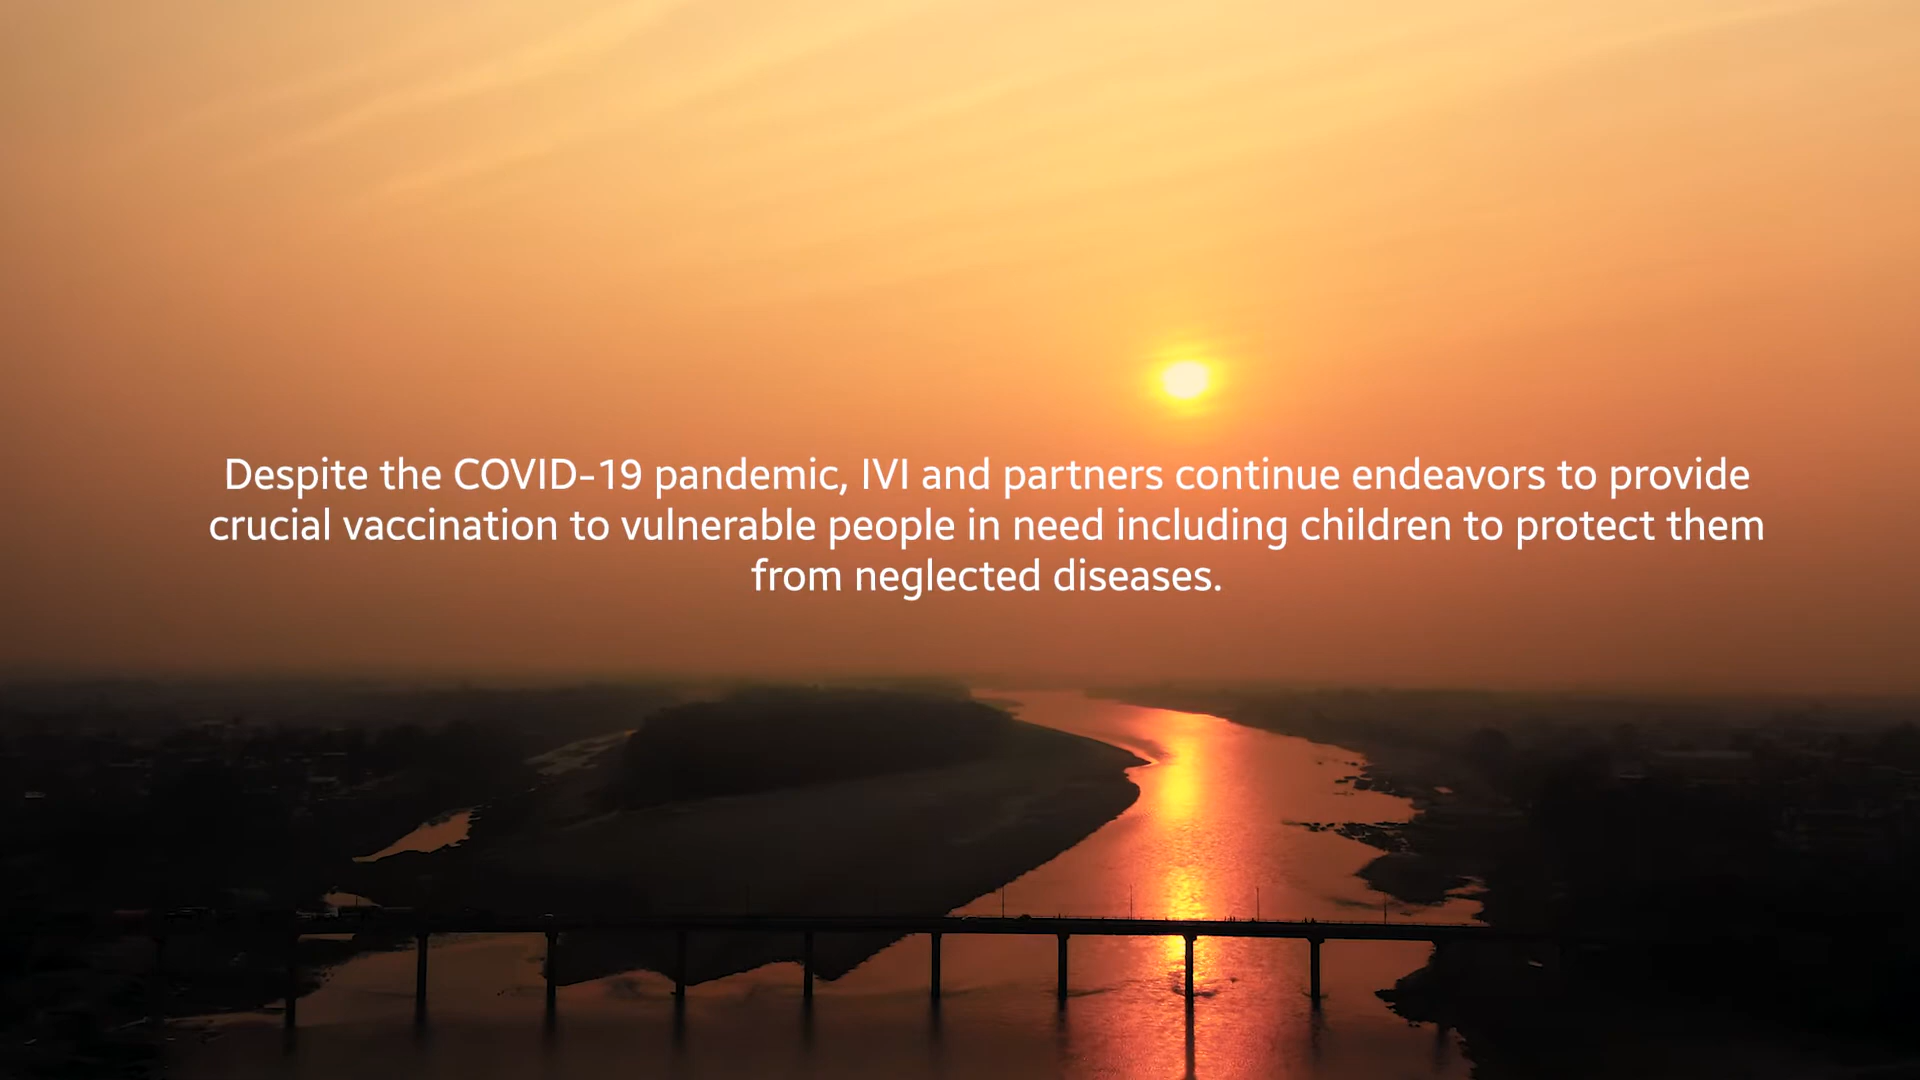 Despite the COVID-19 pandemic, IVI and partners continue endeavors to provide
crucial vaccination to vulnerable people in need including children to protect them
from neglected diseases.